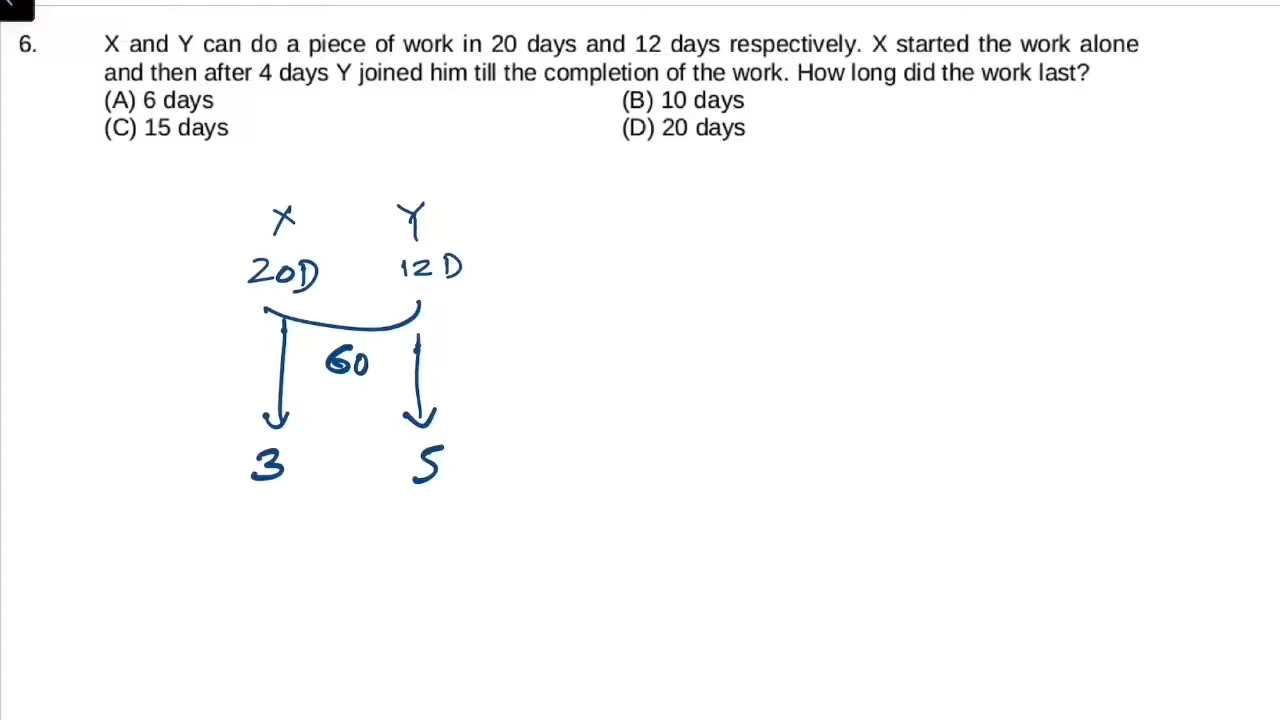 6. X and Y can do a piece of work in 20 days and 12 days respectively. X started the work alone
and then after 4 days Y joined him till the completion of the work. How long did the work last?
(A) 6 days (B) 10 days
(C) 15 days (D) 20 days
X Y
20D 12D
60
3 5